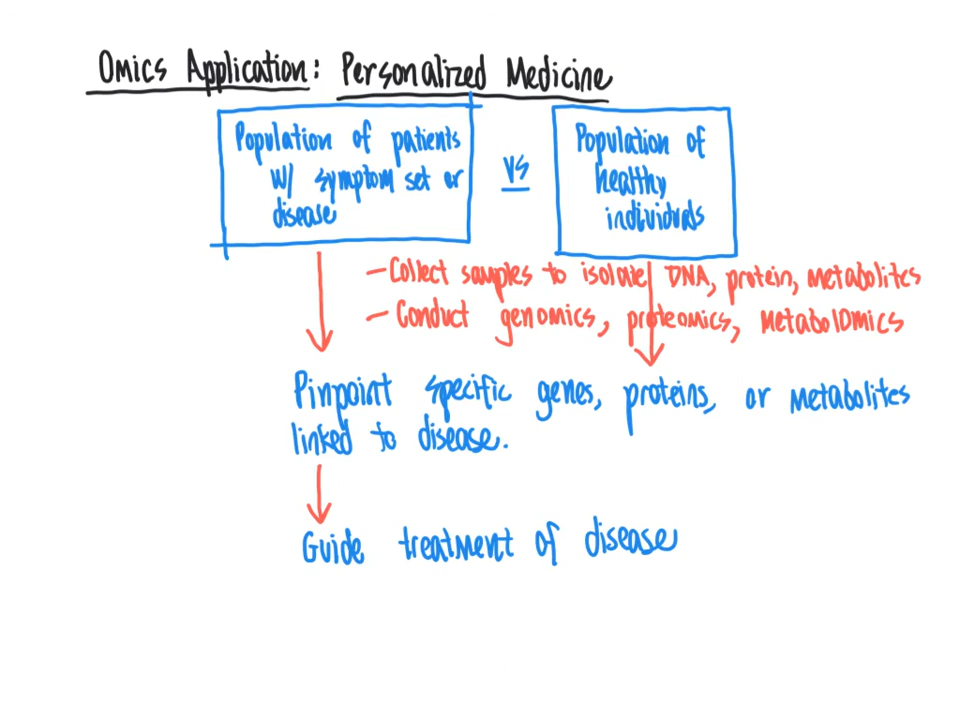 Omics Application: Personalized Medicine
Population of patients
w/ symptom set or
disease
vs
Population of
healthy
individuals
- Collect samples to isolate DNA, protein, metabolites
- Conduct genomics, proteomics, metabolomics
Pinpoint specific genes, proteins, or metabolites
linked to disease.
Guide treatment of disease